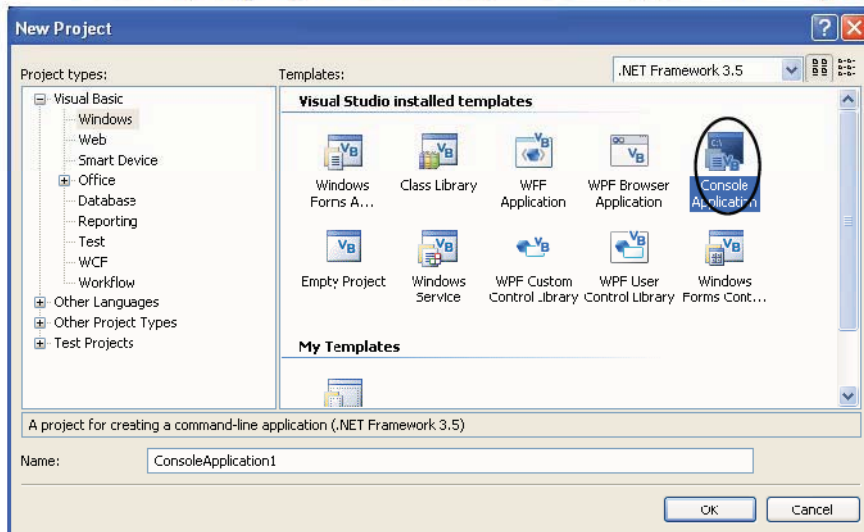 New Project
Project types:
Templates:
.NET Framework 3.5
Visual Basic
Windows
Web
Smart Device
Office
Database
Reporting
Test
WCF
Workflow
Other Languages
Other Project Types
Test Projects
Visual Studio installed templates
Windows Forms A...
Class Library
WFF Application
WPF Browser Application
Console Application
Empty Project
Windows Service
WPF Custom Control Library
WPF User Control Library
Windows Forms Cont...
My Templates
A project for creating a command-line application (.NET Framework 3.5)
Name:
ConsoleApplication1
OK
Cancel